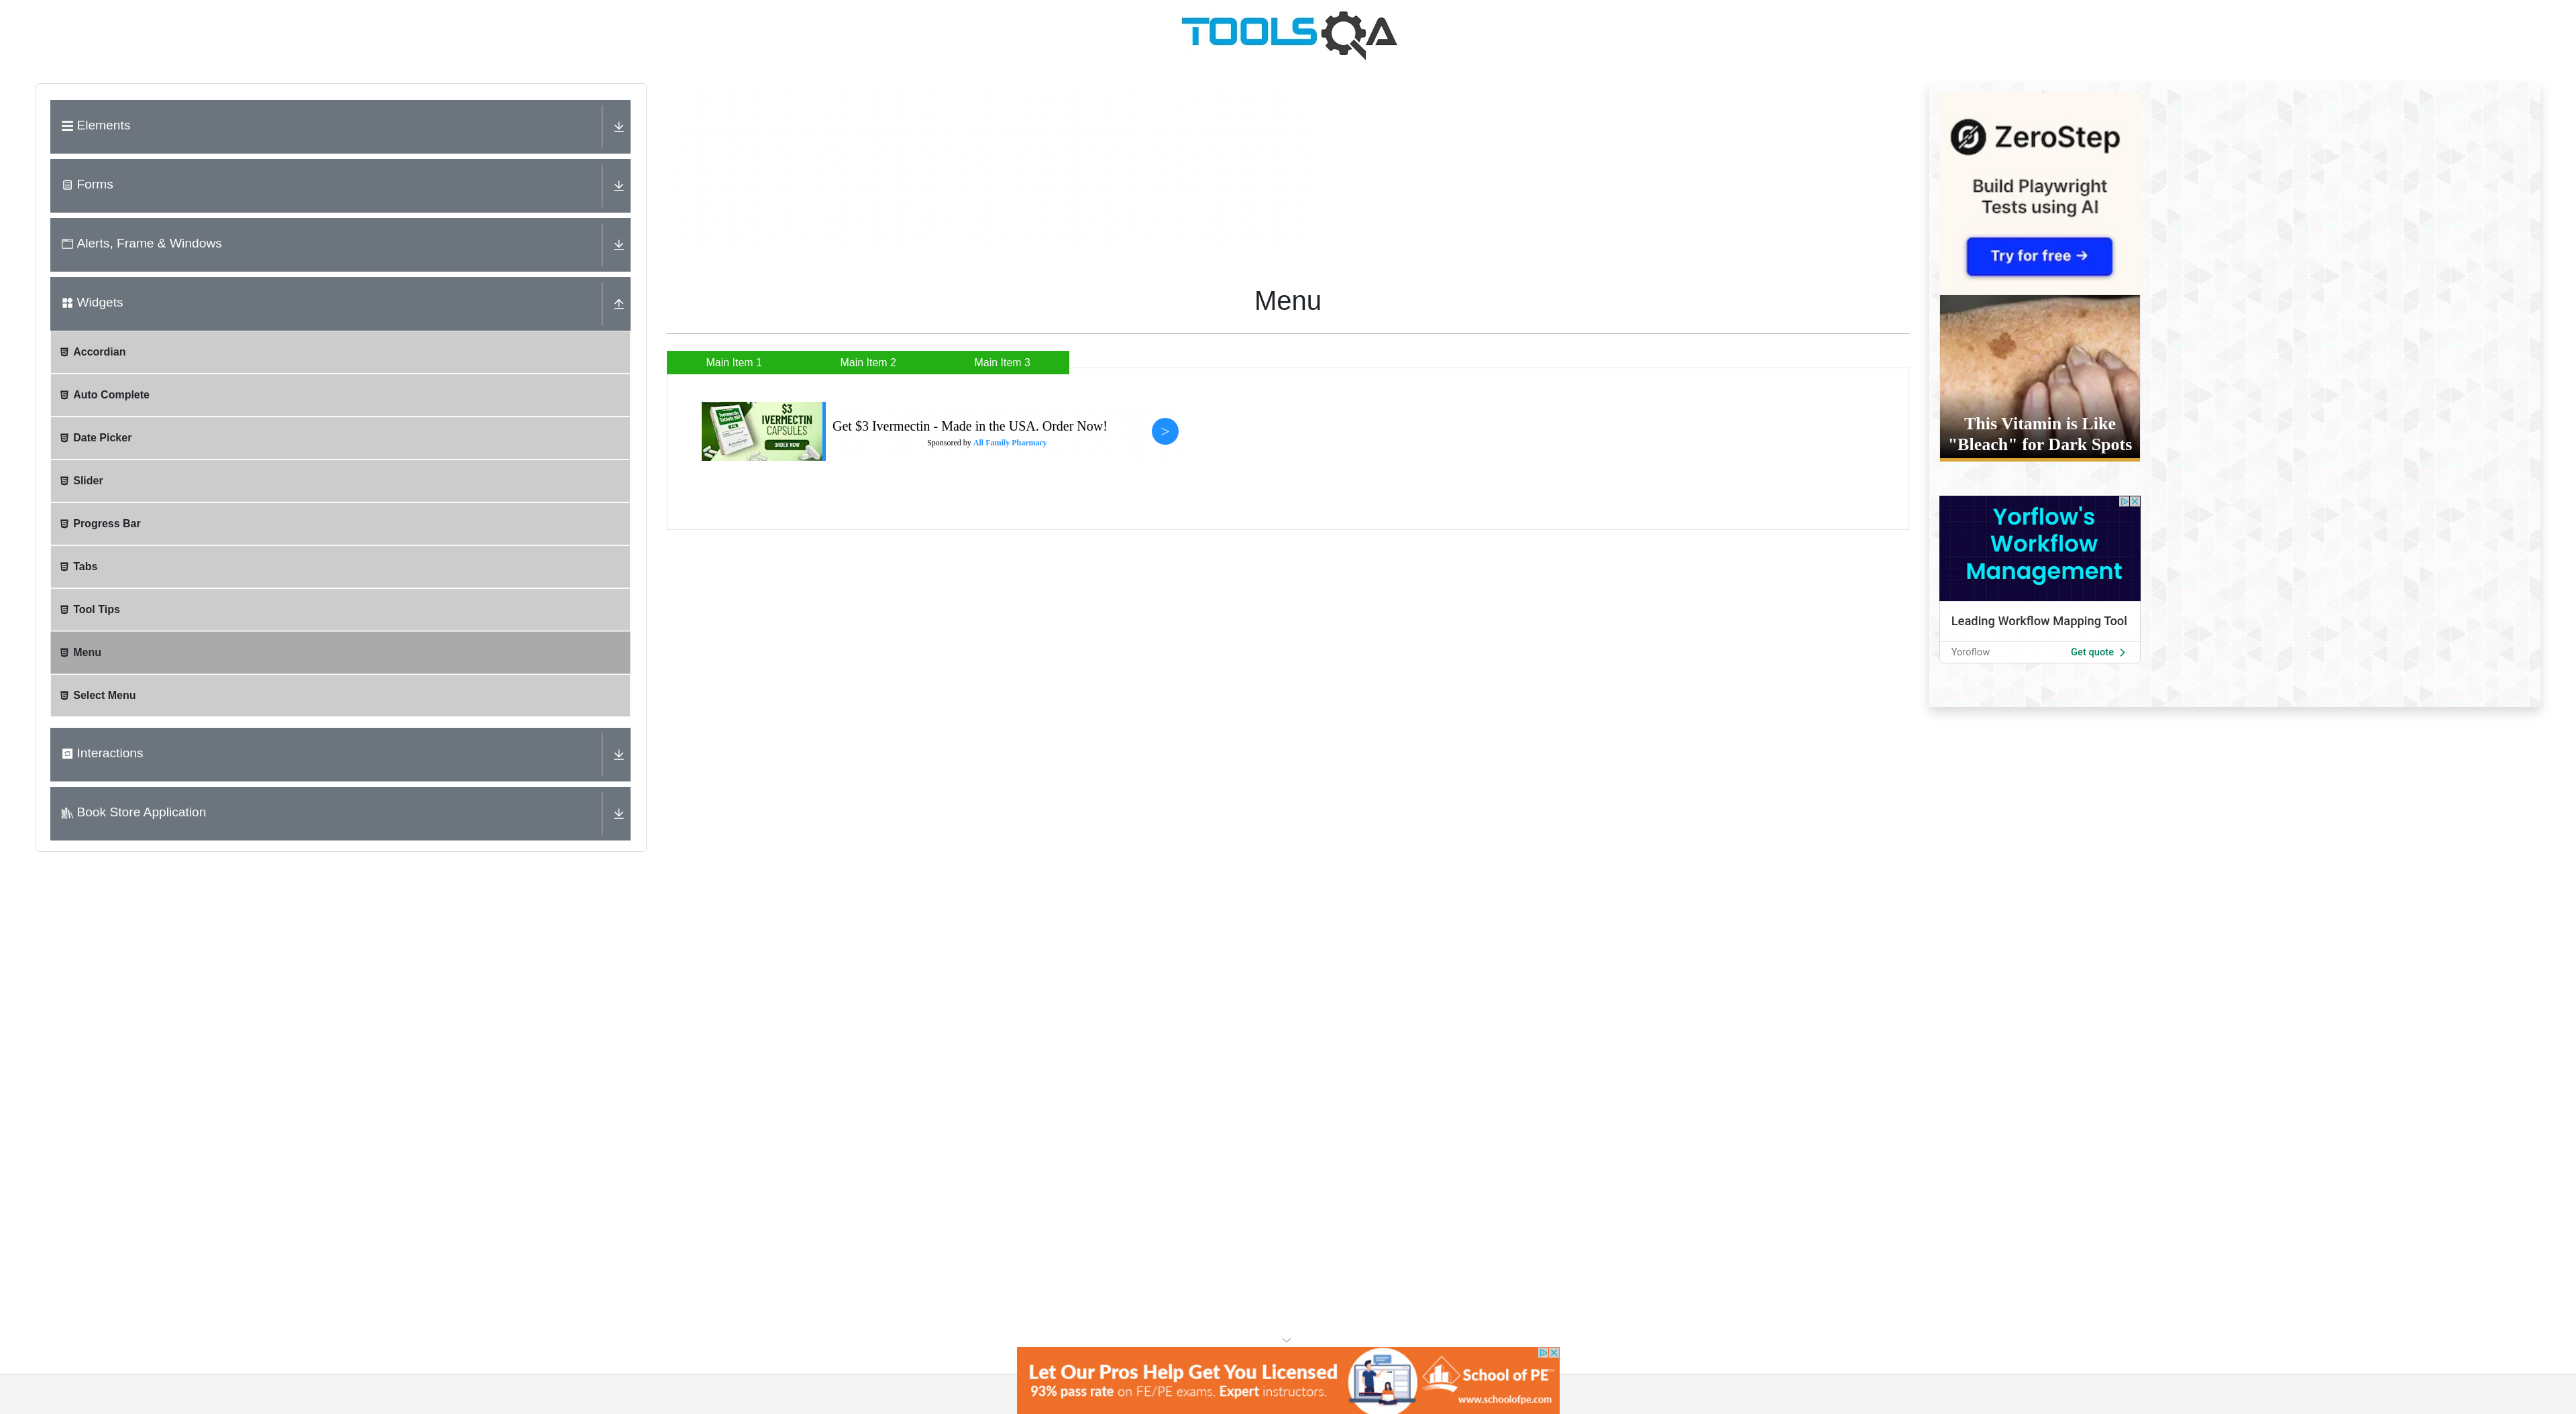 TOOLSQA
Elements
Forms
Alerts, Frame & Windows
Widgets
Accordian
Auto Complete
Date Picker
Slider
Progress Bar
Tabs
Tool Tips
Menu
Select Menu
Interactions
Book Store Application
Menu
Main Item 1
Main Item 2
Main Item 3
$3
IVERMECTIN
CAPSULES
ORDER NOW
Get $3 Ivermectin - Made in the USA. Order Now!
Sponsored by All Family Pharmacy
>
ZeroStep
Build Playwright
Tests using AI
Try for free →
This Vitamin is Like
"Bleach" for Dark Spots
Yorflow's
Workflow
Management
Leading Workflow Mapping Tool
Yoroflow
Get quote
Let Our Pros Help Get You Licensed
93% pass rate on FE/PE exams. Expert instructors.
School of PE
www.schoolofpe.com